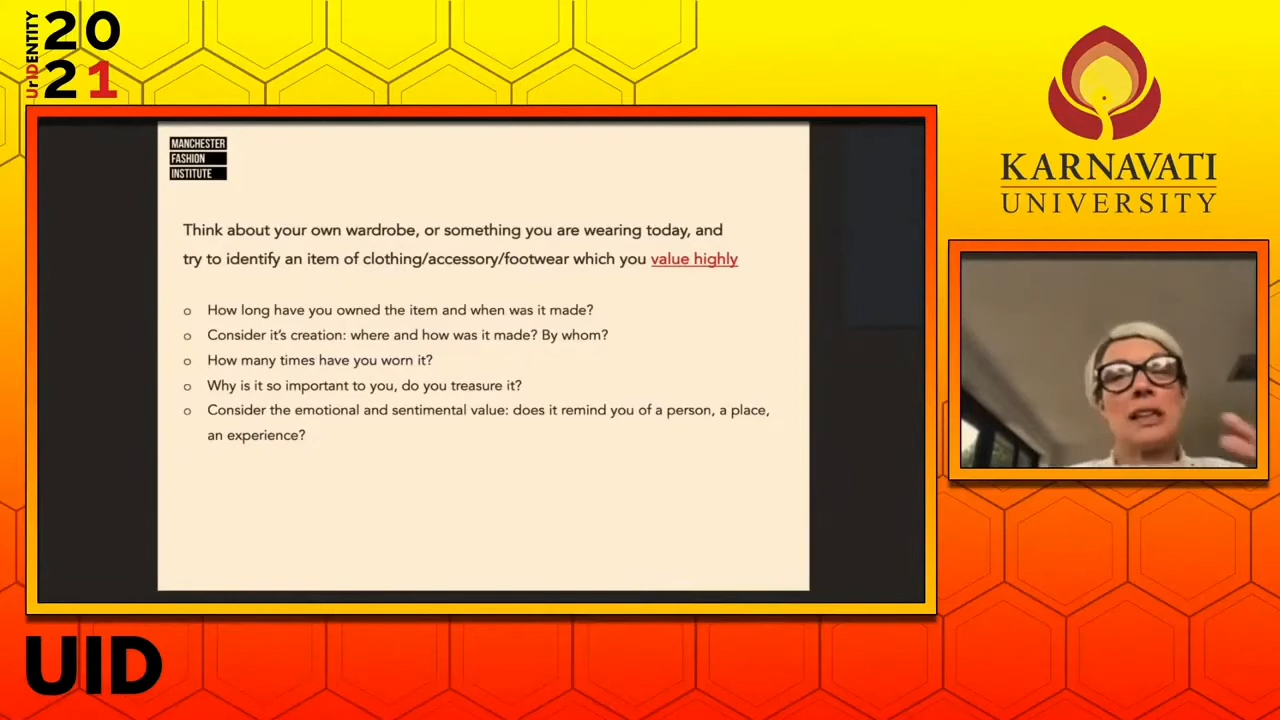 UrIDENTITY
20
21
MANCHESTER
FASHION
INSTITUTE
Think about your own wardrobe, or something you are wearing today, and
try to identify an item of clothing/accessory/footwear which you value highly
o How long have you owned the item and when was it made?
o Consider it's creation: where and how was it made? By whom?
o How many times have you worn it?
o Why is it so important to you, do you treasure it?
o Consider the emotional and sentimental value: does it remind you of a person, a place,
an experience?
KARNAVATI
UNIVERSITY
UID